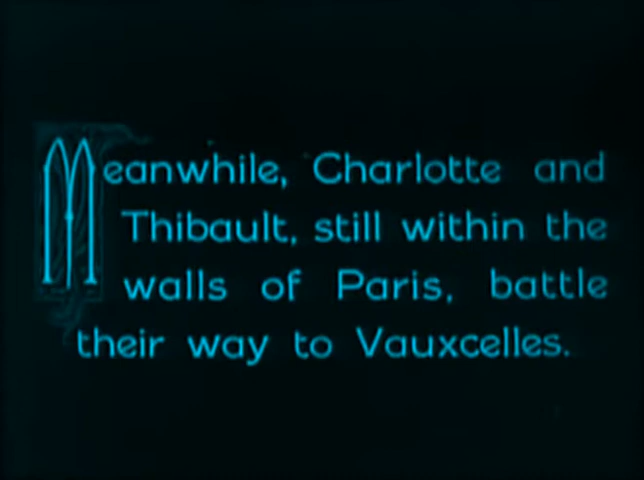 Meanwhile, Charlotte and
Thibault, still within the
walls of Paris, battle
their way to Vauxcelles.